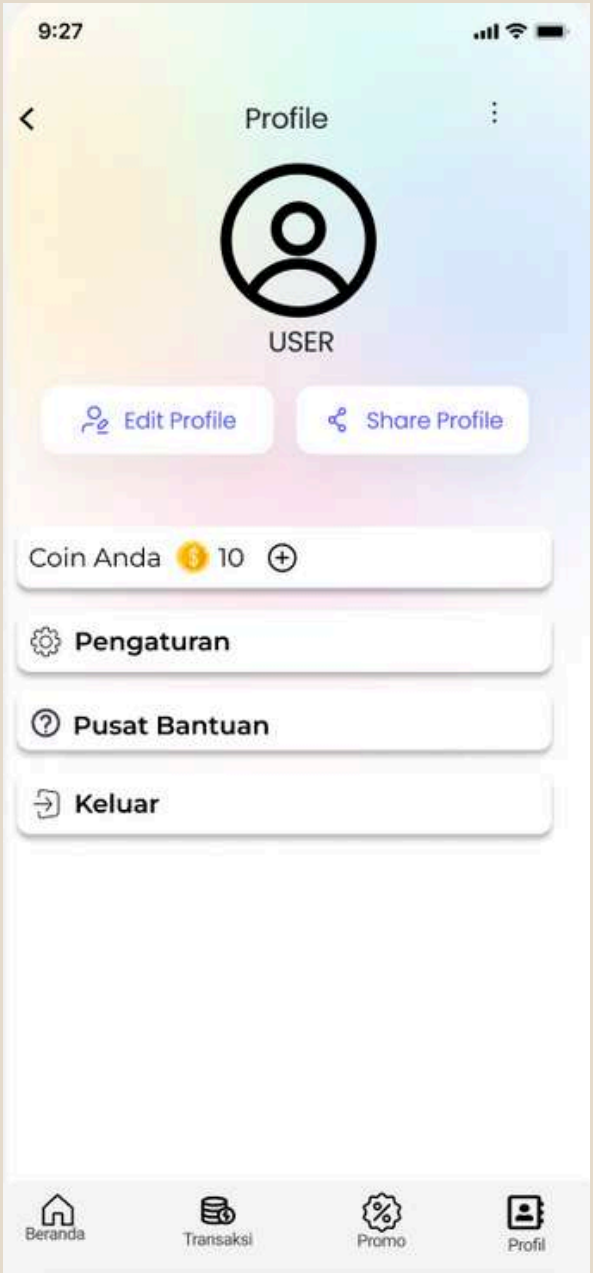 9:27
Profile
USER
Edit Profile
Share Profile
Coin Anda 10
Pengaturan
Pusat Bantuan
Keluar
Beranda
Transaksi
Promo
Profil